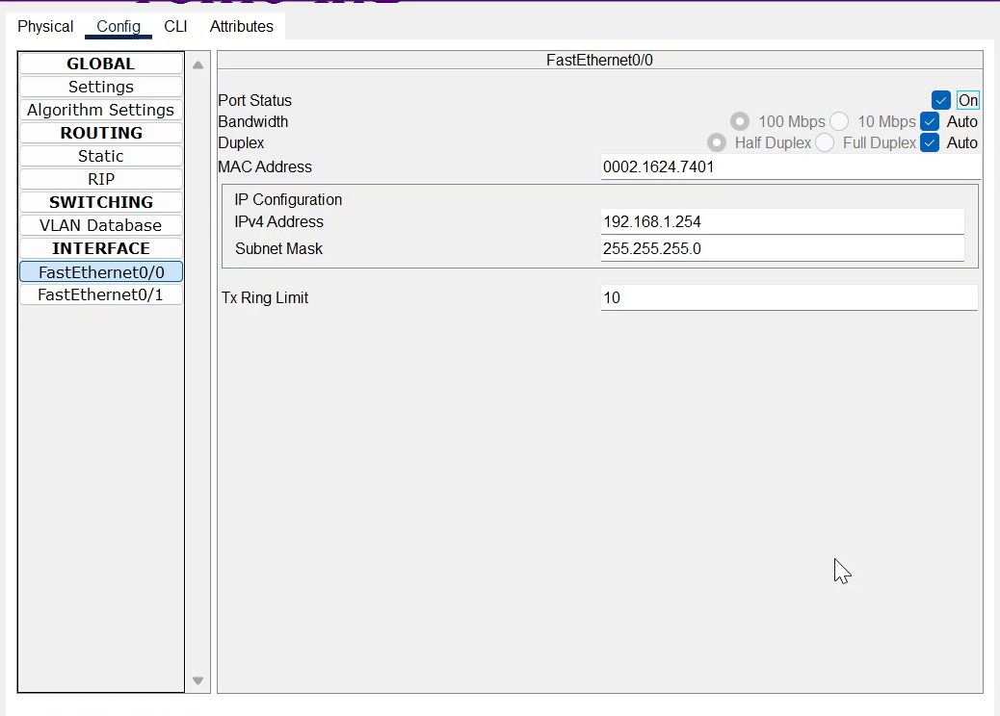 Physical Config CLI Attributes
GLOBAL
Settings
Algorithm Settings
ROUTING
Static
RIP
SWITCHING
VLAN Database
INTERFACE
FastEthernet0/0
FastEthernet0/1
FastEthernet0/0
Port Status On
Bandwidth 100 Mbps 10 Mbps Auto
Duplex Half Duplex Full Duplex Auto
MAC Address 0002.1624.7401
IP Configuration
IPv4 Address 192.168.1.254
Subnet Mask 255.255.255.0
Tx Ring Limit 10